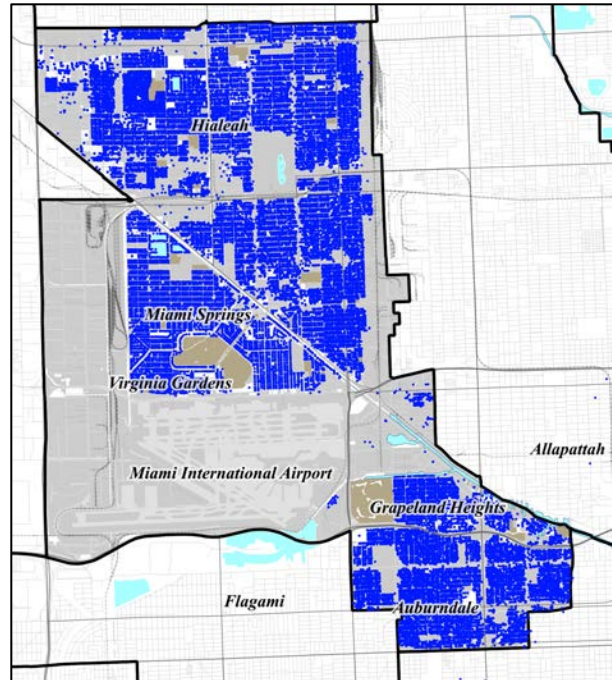 Hialeah
Miami Springs
Virginia Gardens
Allapattah
Miami International Airport
Grapeland Heights
Flagami
Auburndale